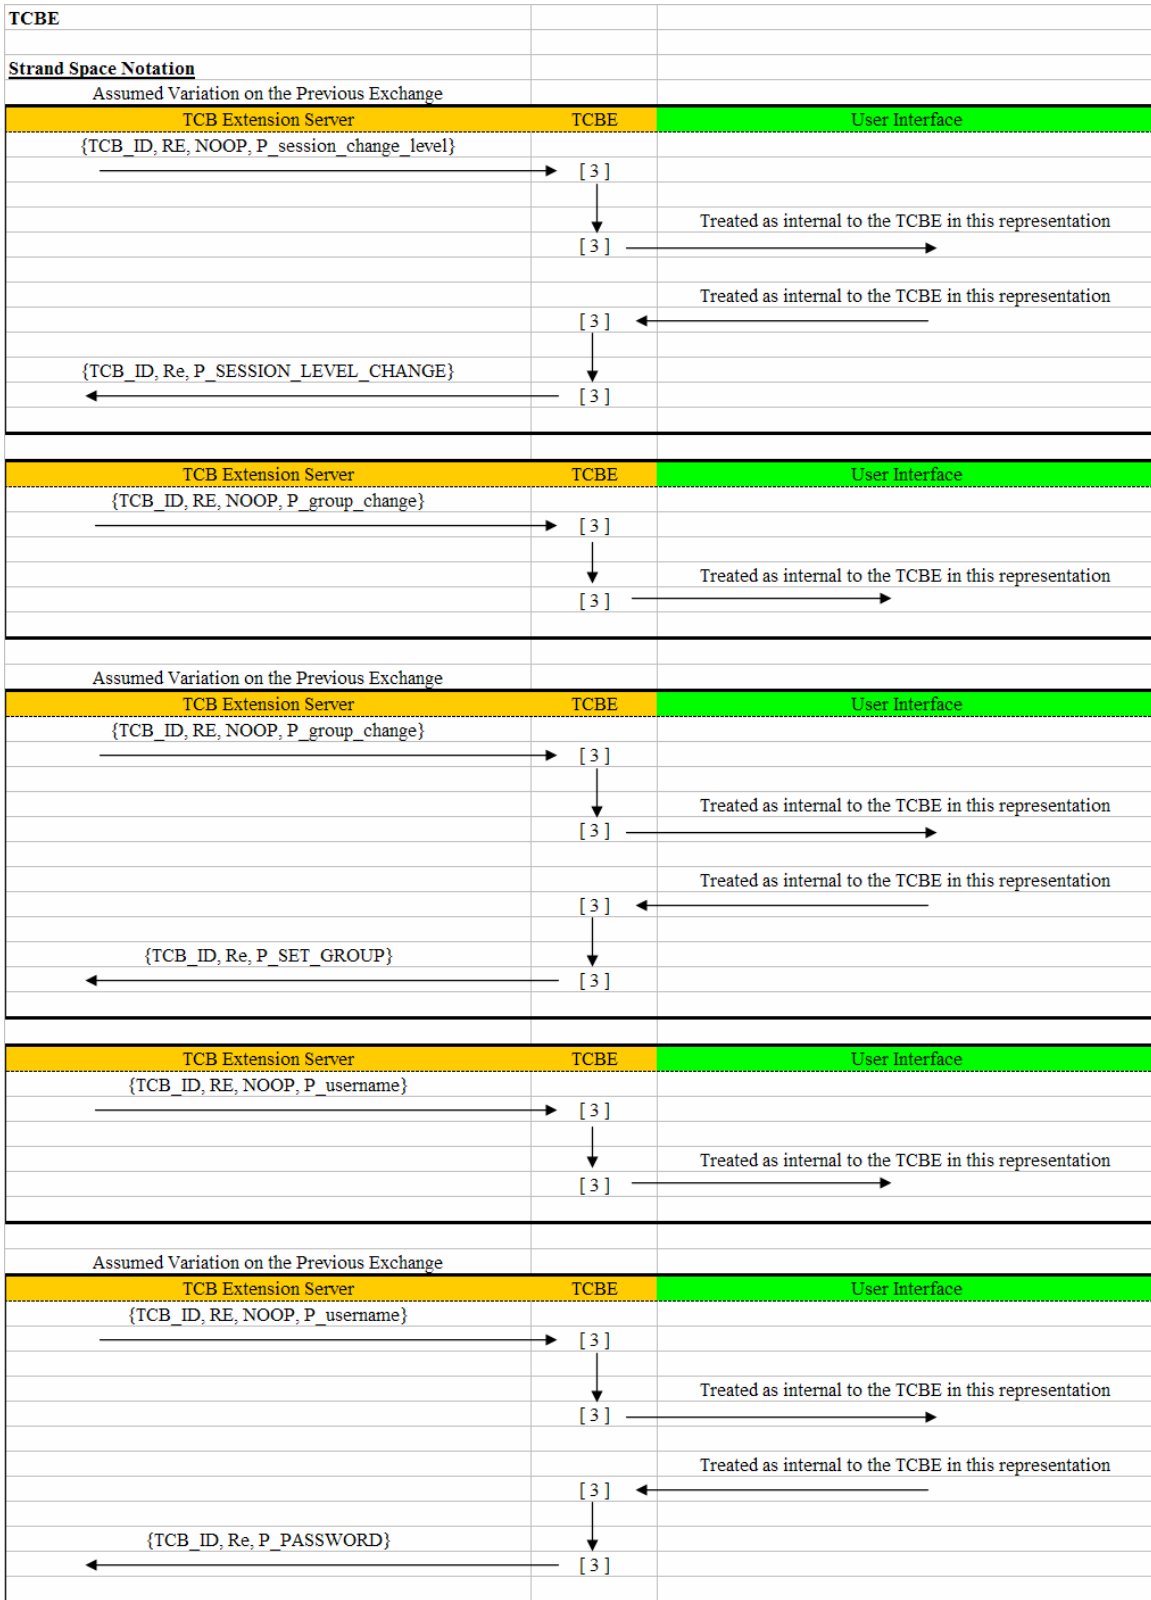 TCBE
Strand Space Notation
Assumed Variation on the Previous Exchange
TCB Extension Server TCBE User Interface
{TCB_ID, RE, NOOP, P_session_change_level}
[ 3 ]
Treated as internal to the TCBE in this representation
[ 3 ]
Treated as internal to the TCBE in this representation
[ 3 ]
{TCB_ID, Re, P_SESSION_LEVEL_CHANGE}
[ 3 ]
TCB Extension Server TCBE User Interface
{TCB_ID, RE, NOOP, P_group_change}
[ 3 ]
Treated as internal to the TCBE in this representation
[ 3 ]
Assumed Variation on the Previous Exchange
TCB Extension Server TCBE User Interface
{TCB_ID, RE, NOOP, P_group_change}
[ 3 ]
Treated as internal to the TCBE in this representation
[ 3 ]
Treated as internal to the TCBE in this representation
[ 3 ]
{TCB_ID, Re, P_SET_GROUP}
[ 3 ]
TCB Extension Server TCBE User Interface
{TCB_ID, RE, NOOP, P_username}
[ 3 ]
Treated as internal to the TCBE in this representation
[ 3 ]
Assumed Variation on the Previous Exchange
TCB Extension Server TCBE User Interface
{TCB_ID, RE, NOOP, P_username}
[ 3 ]
Treated as internal to the TCBE in this representation
[ 3 ]
Treated as internal to the TCBE in this representation
[ 3 ]
{TCB_ID, Re, P_PASSWORD}
[ 3 ]